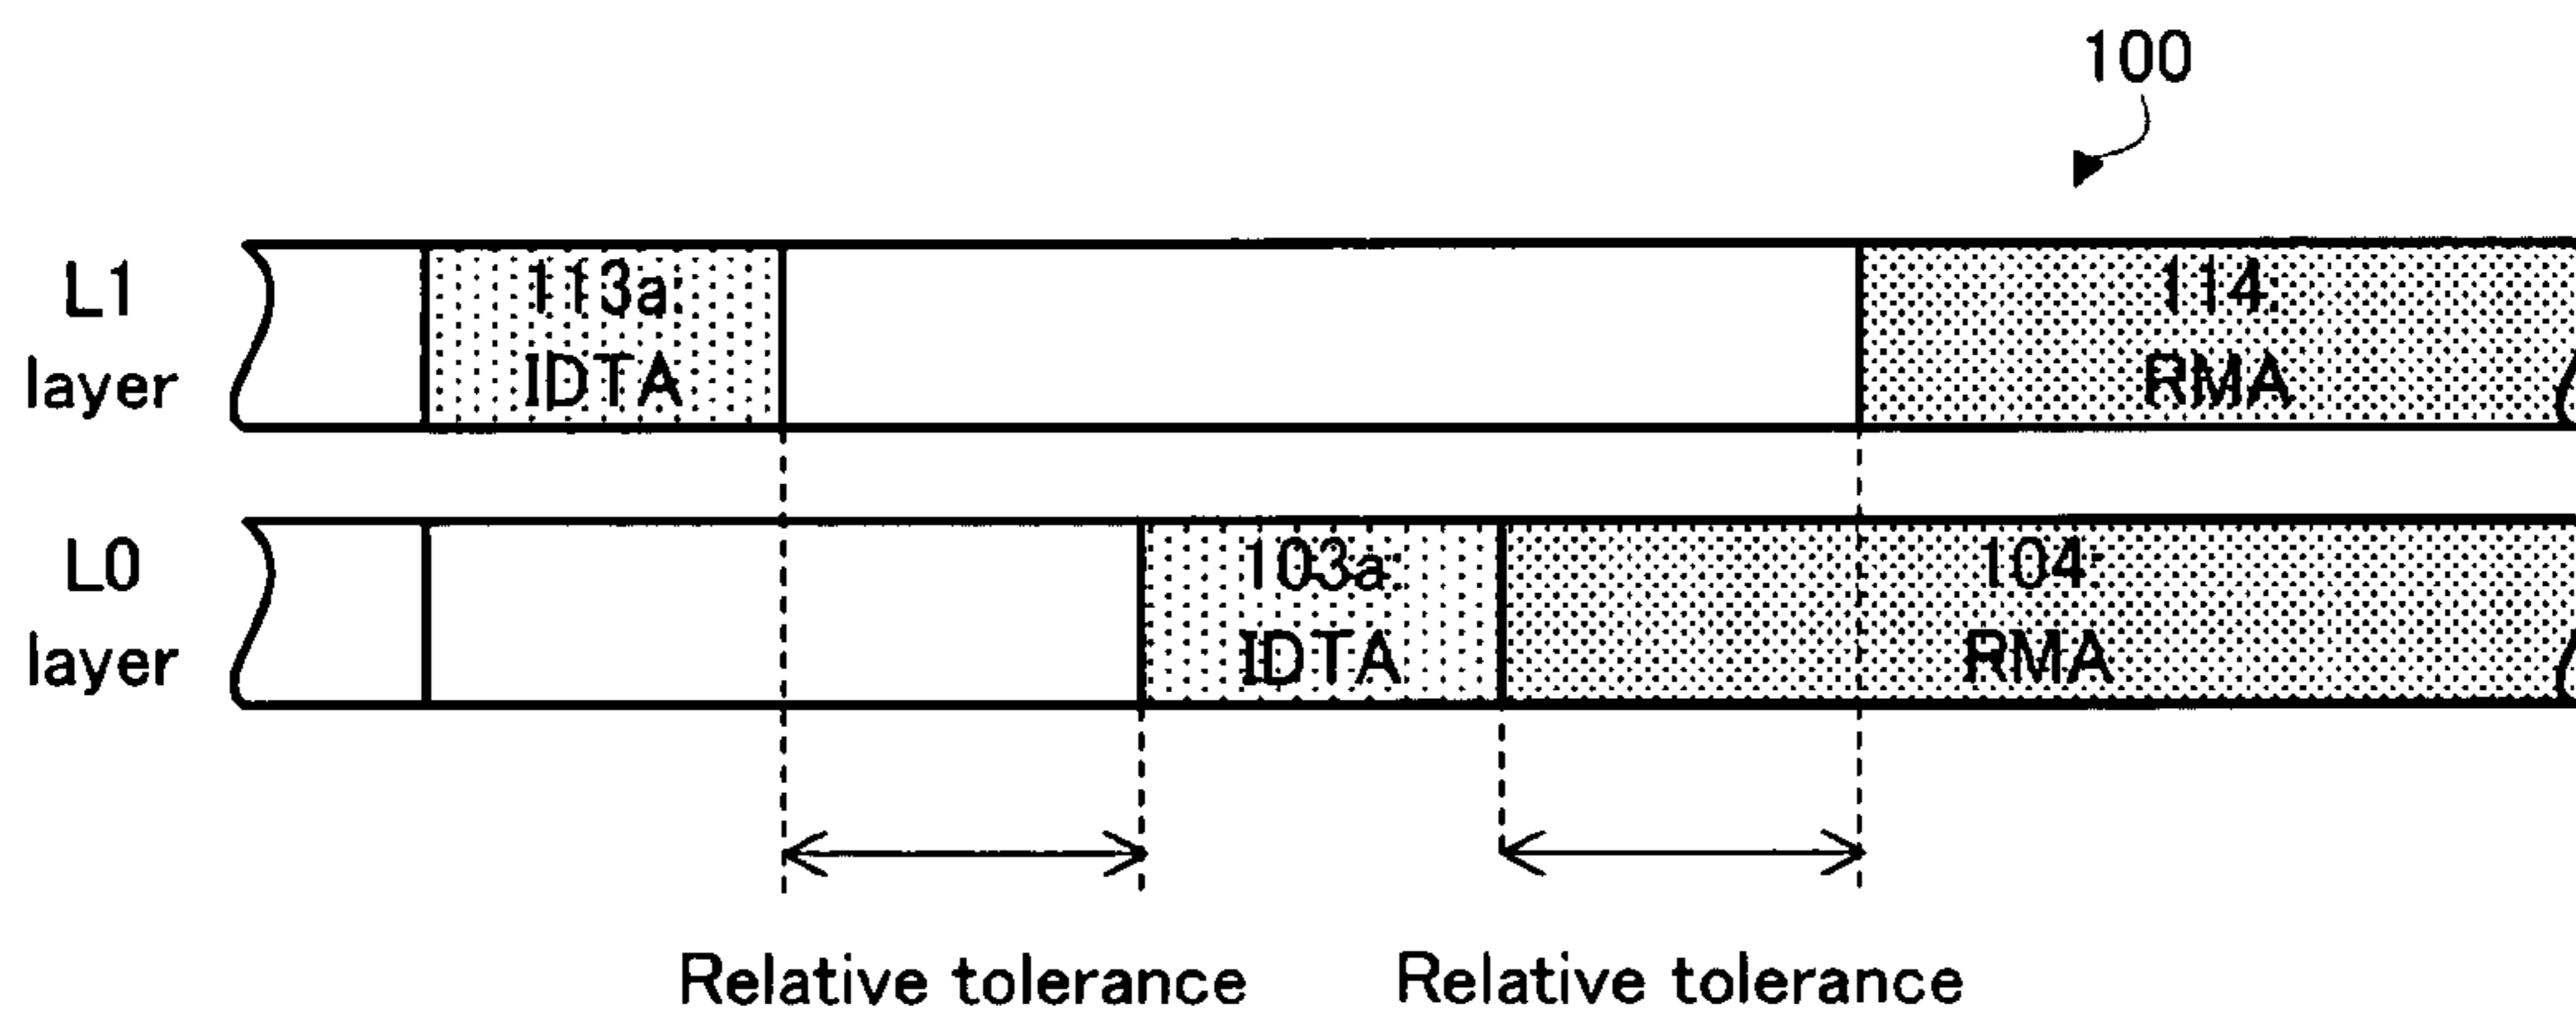 100
L1
layer
113a:
IDTA
114:
RMA
L0
layer
103a:
IDTA
104:
RMA
Relative tolerance
Relative tolerance